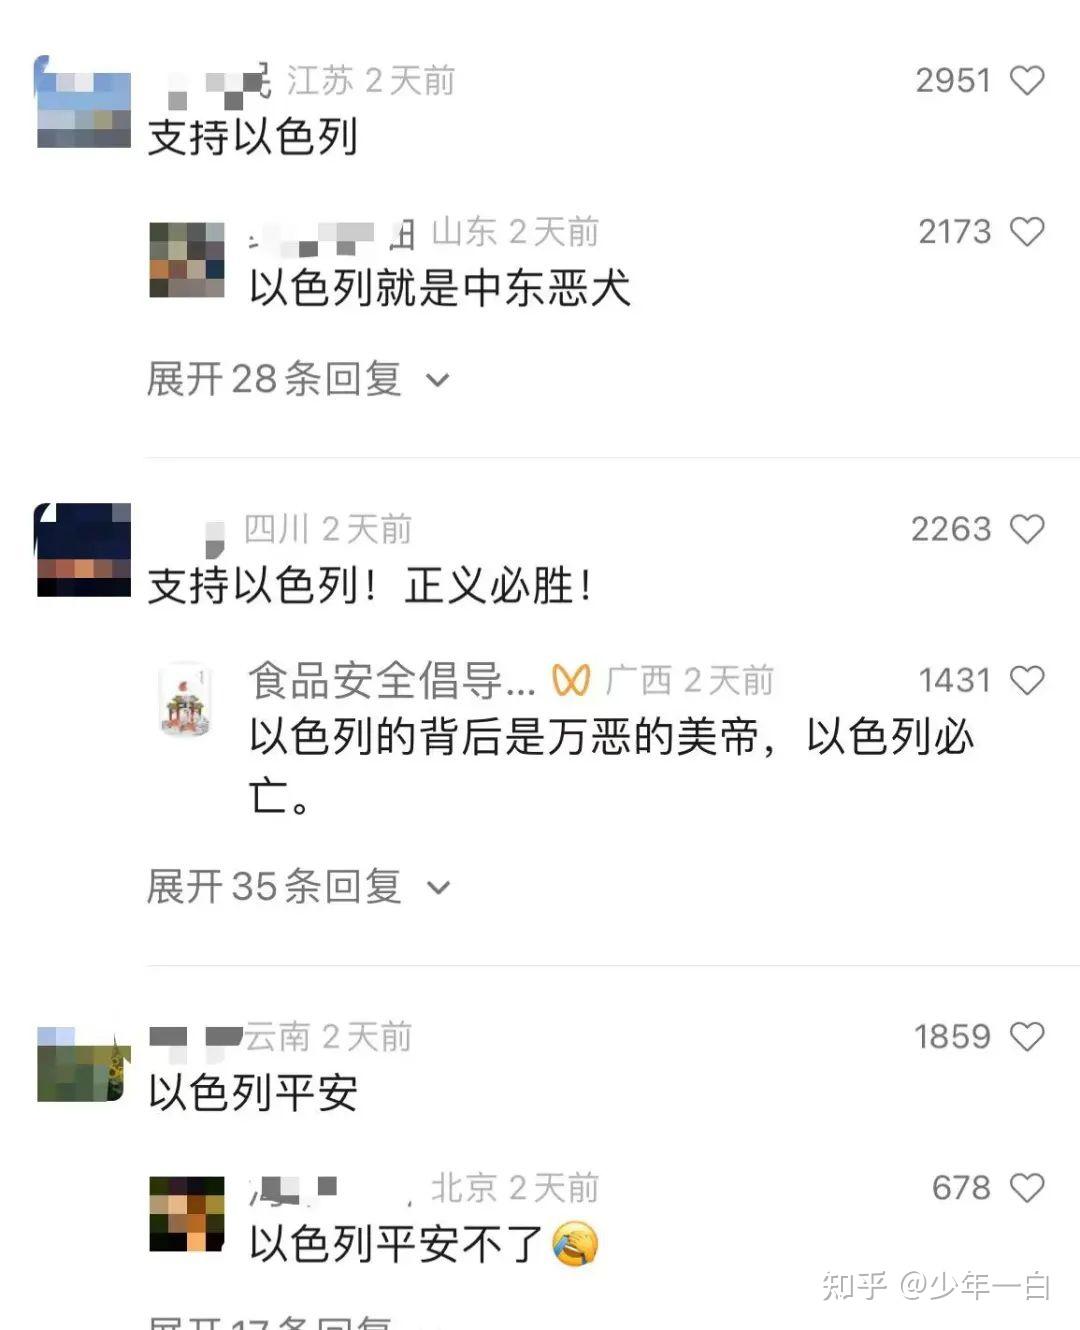 江苏 2天前 2951
支持以色列
山东 2天前 2173
以色列就是中东恶犬
展开28条回复
四川 2天前 2263
支持以色列！正义必胜！
食品安全倡导... 广西 2天前 1431
以色列的背后是万恶的美帝，以色列必
亡。
展开35条回复
云南 2天前 1859
以色列平安
北京 2天前 678
以色列平安不了🤣
知乎 @少年一白
展开17条回复